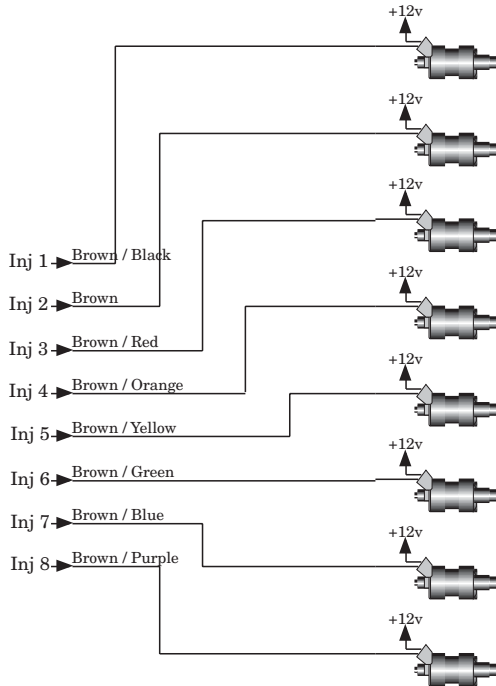 +12v
+12v
+12v
Inj 1 Brown / Black
+12v
Inj 2 Brown
Inj 3 Brown / Red
+12v
Inj 4 Brown / Orange
Inj 5 Brown / Yellow
+12v
Inj 6 Brown / Green
Inj 7 Brown / Blue
+12v
Inj 8 Brown / Purple
+12v